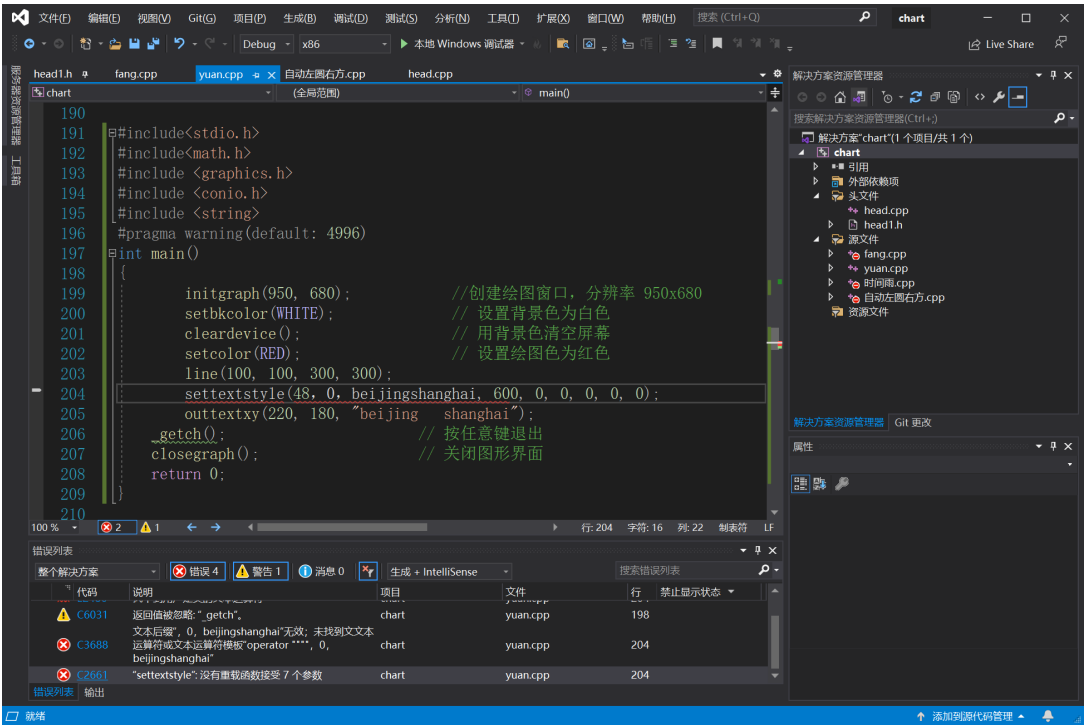 文件(F) 编辑(E) 视图(V) Git(G) 项目(P) 生成(B) 调试(D) 测试(S) 分析(N) 工具(T) 扩展(X) 窗口(W) 帮助(H) 搜索 (Ctrl+Q) chart
Debug x86 本地 Windows 调试器 Live Share
服务器资源管理器
工具箱
head1.h fang.cpp yuan.cpp 自动左圆右方.cpp head.cpp
chart (全局范围) main()
190
191 #include<stdio.h>
192 #include<math.h>
193 #include <graphics.h>
194 #include <conio.h>
195 #include <string>
196 #pragma warning(default: 4996)
197 int main()
198 {
199 initgraph(950, 680); //创建绘图窗口，分辨率 950x680
200 setbkcolor(WHITE); // 设置背景色为白色
201 cleardevice(); // 用背景色清空屏幕
202 setcolor(RED); // 设置绘图色为红色
203 line(100, 100, 300, 300);
204 settextstyle(48，0，beijingshanghai, 600, 0, 0, 0, 0, 0);
205 outtextxy(220, 180, "beijing shanghai");
206 _getch(); // 按任意键退出
207 closegraph(); // 关闭图形界面
208 return 0;
209 }
210
100 % 2 1 行: 204 字符: 16 列: 22 制表符 LF
错误列表
整个解决方案 错误 4 警告 1 消息 0 生成 + IntelliSense 搜索错误列表
代码 说明 项目 文件 行 禁止显示状态
C6031 返回值被忽略: "_getch"。 chart yuan.cpp 198
C3688 文本后缀"，0，beijingshanghai"无效；未找到文文本运算符或文本运算符模板"operator """"，0，beijingshanghai" chart yuan.cpp 204
C2661 "settextstyle": 没有重载函数接受 7 个参数 chart yuan.cpp 204
错误列表 输出
解决方案资源管理器
搜索解决方案资源管理器(Ctrl+;)
解决方案"chart"(1 个项目/共 1 个)
chart
引用
外部依赖项
头文件
head.cpp
head1.h
源文件
fang.cpp
yuan.cpp
时间雨.cpp
自动左圆右方.cpp
资源文件
解决方案资源管理器 Git 更改
属性
就绪 添加到源代码管理